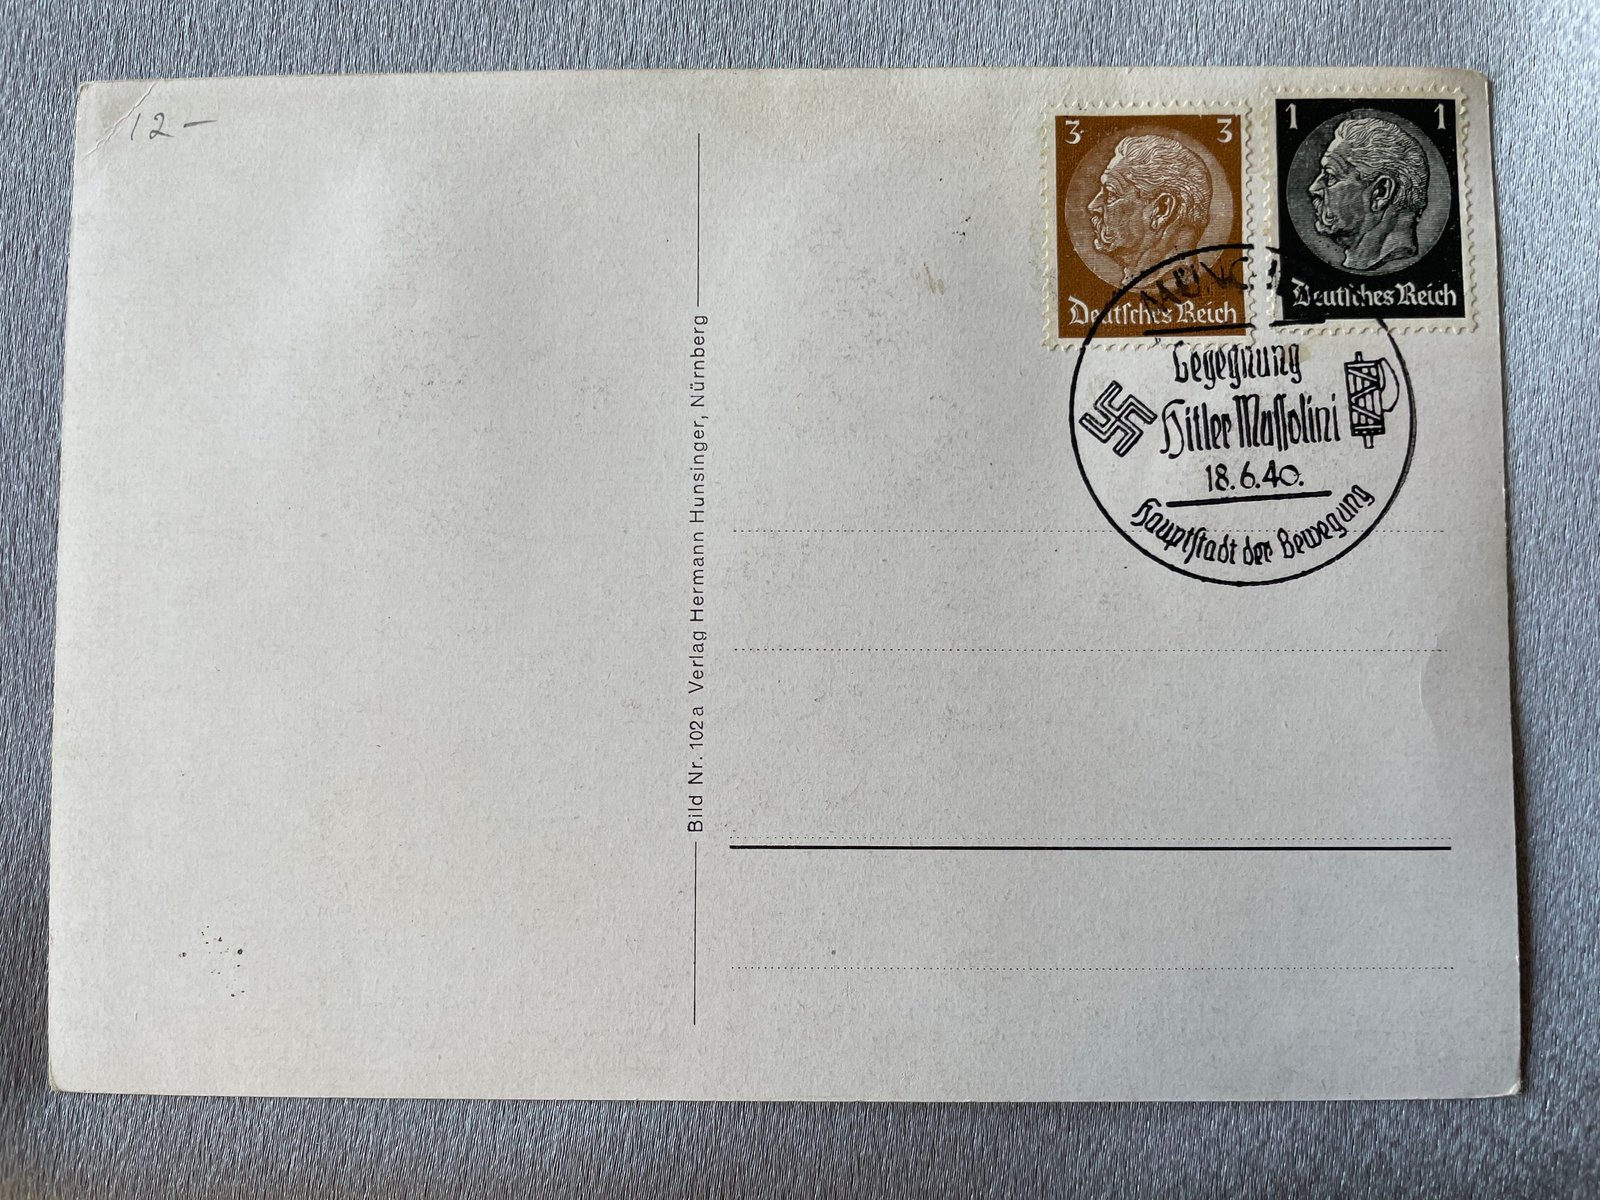 12-
3 3
Deutsches Reich
1 1
Deutsches Reich
Begegnung
Hitler Mussolini
18.6.40.
Hauptstadt der Bewegung
Bild Nr. 102a Verlag Hermann Hunsinger, Nürnberg